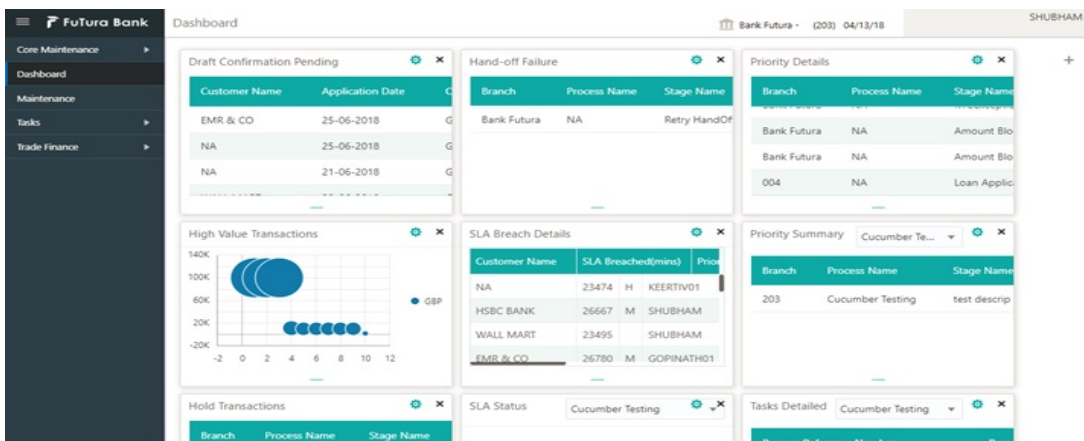 FuTura Bank
Dashboard
Bank Futura - (203) 04/13/18
SHUBHAM
Core Maintenance
Dashboard
Maintenance
Tasks
Trade Finance
Draft Confirmation Pending
Customer Name Application Date C
EMR & CO 25-06-2018 G
NA 25-06-2018 G
NA 21-06-2018 G
Hand-off Failure
Branch Process Name Stage Name
Bank Futura NA Retry HandOf
Priority Details
Branch Process Name Stage Name
Bank Futura NA Amount Blo
Bank Futura NA Amount Blo
004 NA Loan Applic
High Value Transactions
140K
100K
60K
20K
-20K
-2 0 2 4 6 8 10 12
GBP
SLA Breach Details
Customer Name SLA Breached(mins) Prior
NA 23474 H KEERTIV01
HSBC BANK 26667 M SHUBHAM
WALL MART 23495 SHUBHAM
EMR & CO 26780 M GOPINATH01
Priority Summary Cucumber Te...
Branch Process Name Stage Name
203 Cucumber Testing test descrip
Hold Transactions
Branch Process Name Stage Name
SLA Status Cucumber Testing
Tasks Detailed Cucumber Testing